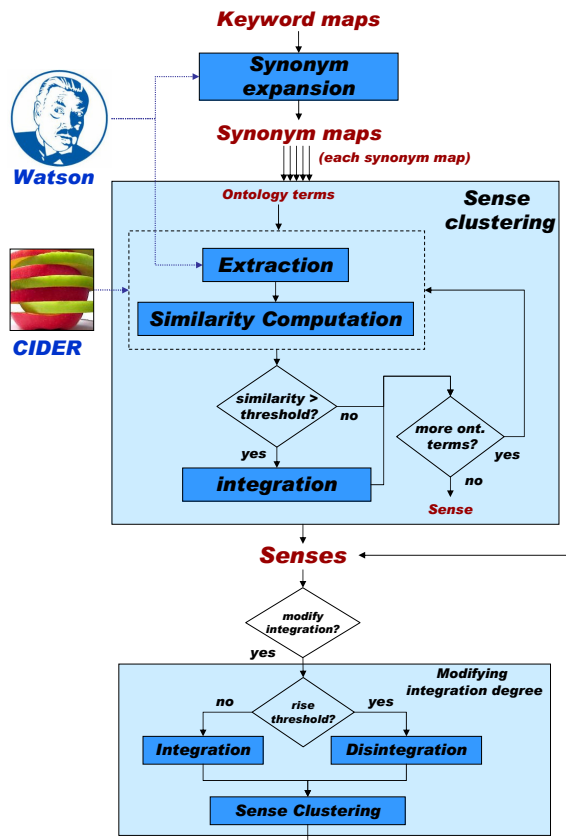 Keyword maps
Synonym
expansion
Synonym maps
(each synonym map)
Watson
Ontology terms
Sense
clustering
Extraction
Similarity Computation
CIDER
similarity >
threshold?
no
more ont.
terms?
yes
yes
integration
no
Sense
Senses
modify
integration?
yes
Modifying
integration degree
no
rise
threshold?
yes
Integration
Disintegration
Sense Clustering